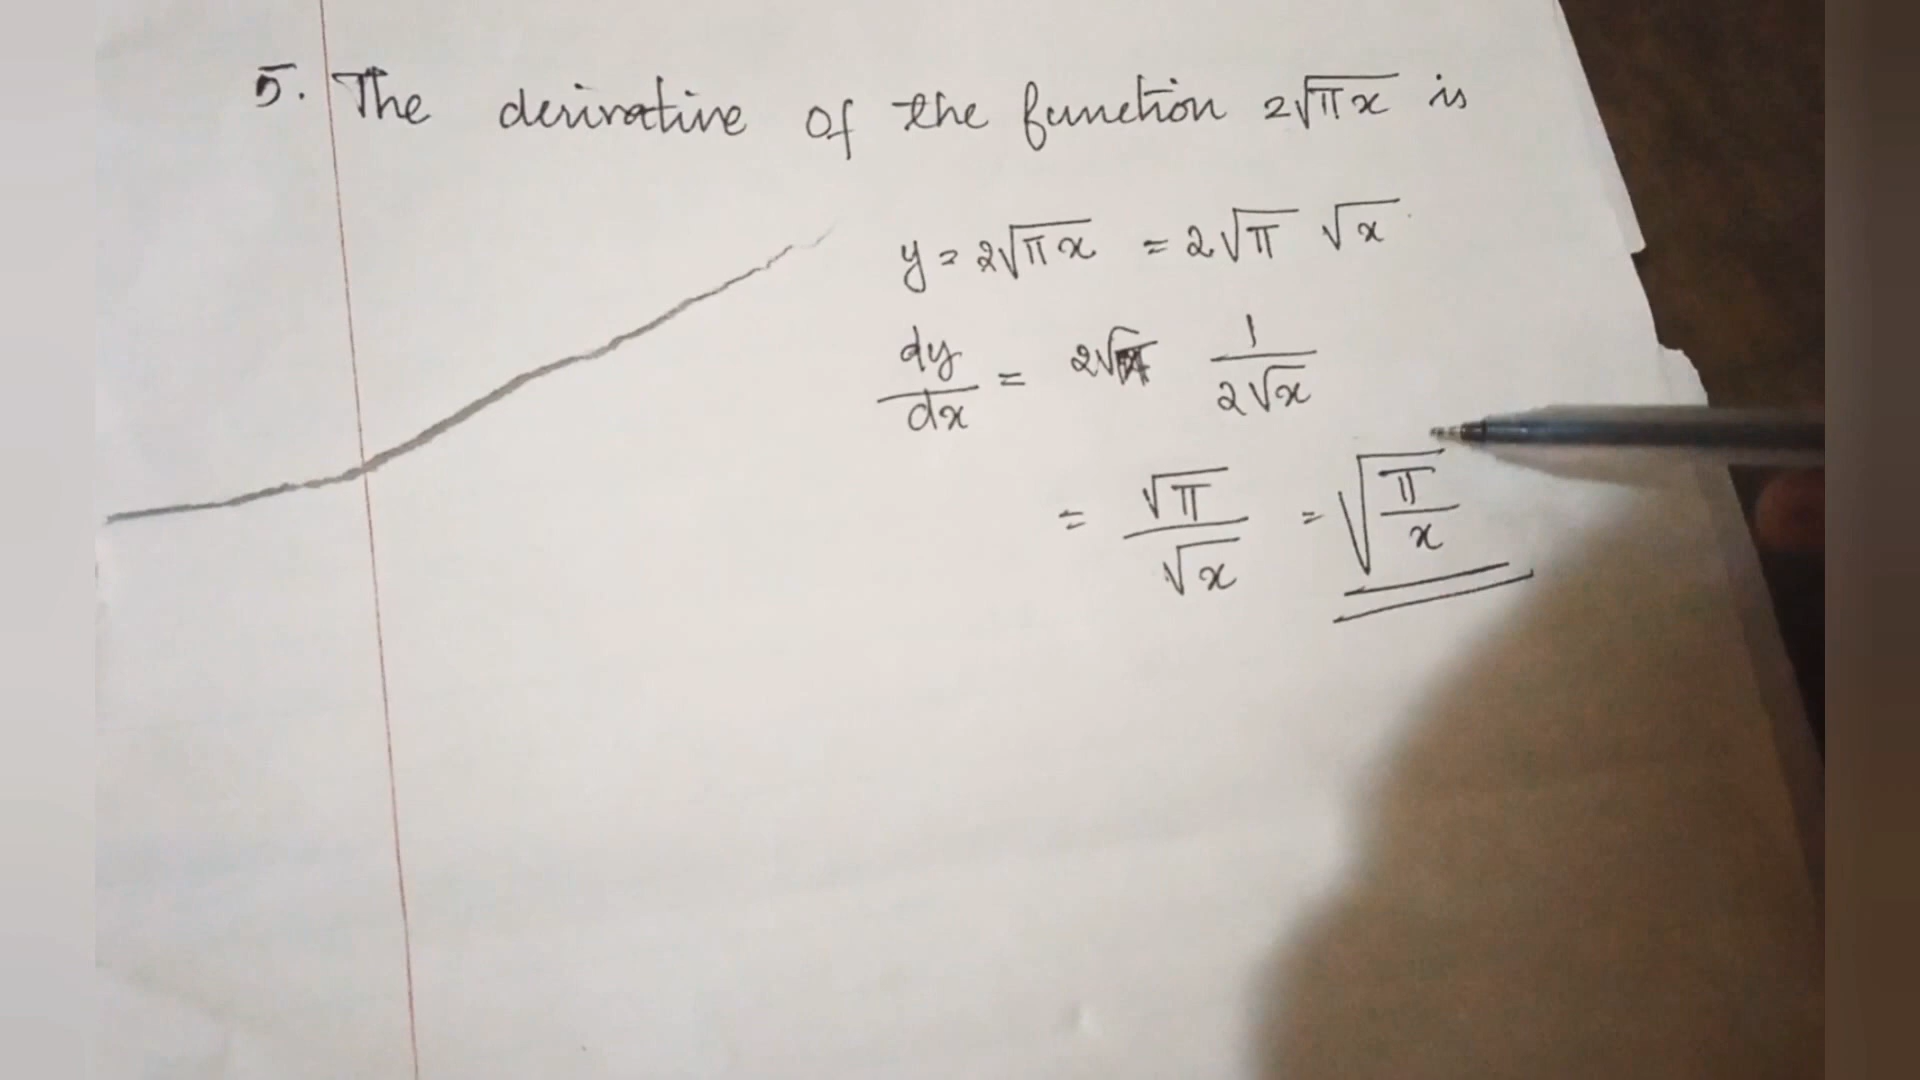 5. The derivative of the function 2√πx is
y = 2√πx = 2√π √x
dy/dx = 2√π 1/2√x
= √π/√x = √π/x